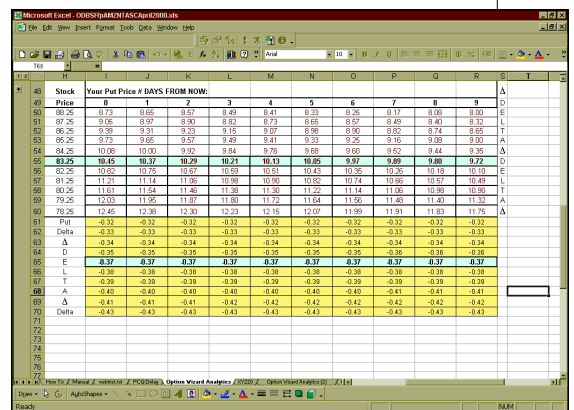 Microsoft Excel - ODBSFfpAMZNTASCApril2000.xls
File Edit View Insert Format Tools Data Window Help
Arial 10 B I U
T68 =
H I J K L M N O P Q R S T
48 Stock Your Put Price # DAYS FROM NOW: Δ
49 Price 0 1 2 3 4 5 6 7 8 9 D
50 88.25 8.73 8.65 8.57 8.49 8.41 8.33 8.25 8.17 8.08 8.00 E
51 87.25 9.05 8.97 8.90 8.82 8.73 8.65 8.57 8.49 8.40 8.32 L
52 86.25 9.39 9.31 9.23 9.15 9.07 8.98 8.90 8.82 8.74 8.65 T
53 85.25 9.73 9.65 9.57 9.49 9.41 9.33 9.25 9.16 9.08 9.00 A
54 84.25 10.08 10.00 9.92 9.84 9.76 9.68 9.60 9.52 9.44 9.35 Δ
55 83.25 10.45 10.37 10.29 10.21 10.13 10.05 9.97 9.89 9.80 9.72 D
56 82.25 10.82 10.75 10.67 10.59 10.51 10.43 10.35 10.26 10.18 10.10 E
57 81.25 11.21 11.14 11.06 10.98 10.90 10.82 10.74 10.66 10.57 10.49 L
58 80.25 11.61 11.54 11.46 11.38 11.30 11.22 11.14 11.06 10.98 10.90 T
59 79.25 12.03 11.95 11.87 11.80 11.72 11.64 11.56 11.48 11.40 11.32 A
60 78.25 12.45 12.38 12.30 12.23 12.15 12.07 11.99 11.91 11.83 11.75 Δ
61 Put -0.32 -0.32 -0.32 -0.32 -0.32 -0.32 -0.32 -0.32 -0.32 -0.32
62 Delta -0.33 -0.33 -0.33 -0.33 -0.33 -0.33 -0.33 -0.33 -0.33 -0.33
63 Δ -0.34 -0.34 -0.34 -0.34 -0.34 -0.34 -0.34 -0.34 -0.34 -0.34
64 D -0.35 -0.35 -0.35 -0.35 -0.35 -0.35 -0.35 -0.36 -0.36 -0.36
65 E -0.37 -0.37 -0.37 -0.37 -0.37 -0.37 -0.37 -0.37 -0.37 -0.37
66 L -0.38 -0.38 -0.38 -0.38 -0.38 -0.38 -0.38 -0.38 -0.38 -0.38
67 T -0.39 -0.39 -0.39 -0.39 -0.39 -0.39 -0.39 -0.39 -0.39 -0.39
68 A -0.40 -0.40 -0.40 -0.40 -0.40 -0.40 -0.40 -0.41 -0.41 -0.41
69 Δ -0.41 -0.41 -0.41 -0.42 -0.42 -0.42 -0.42 -0.42 -0.42 -0.42
70 Delta -0.43 -0.43 -0.43 -0.43 -0.43 -0.43 -0.43 -0.43 -0.43 -0.43
71
72
73
74
75
76
77
How To Manual webhist.txt PCQ Delay Option Wizard Analytics XYZ20 Option Wizard Analytics (2)
Draw AutoShapes
Ready NUM